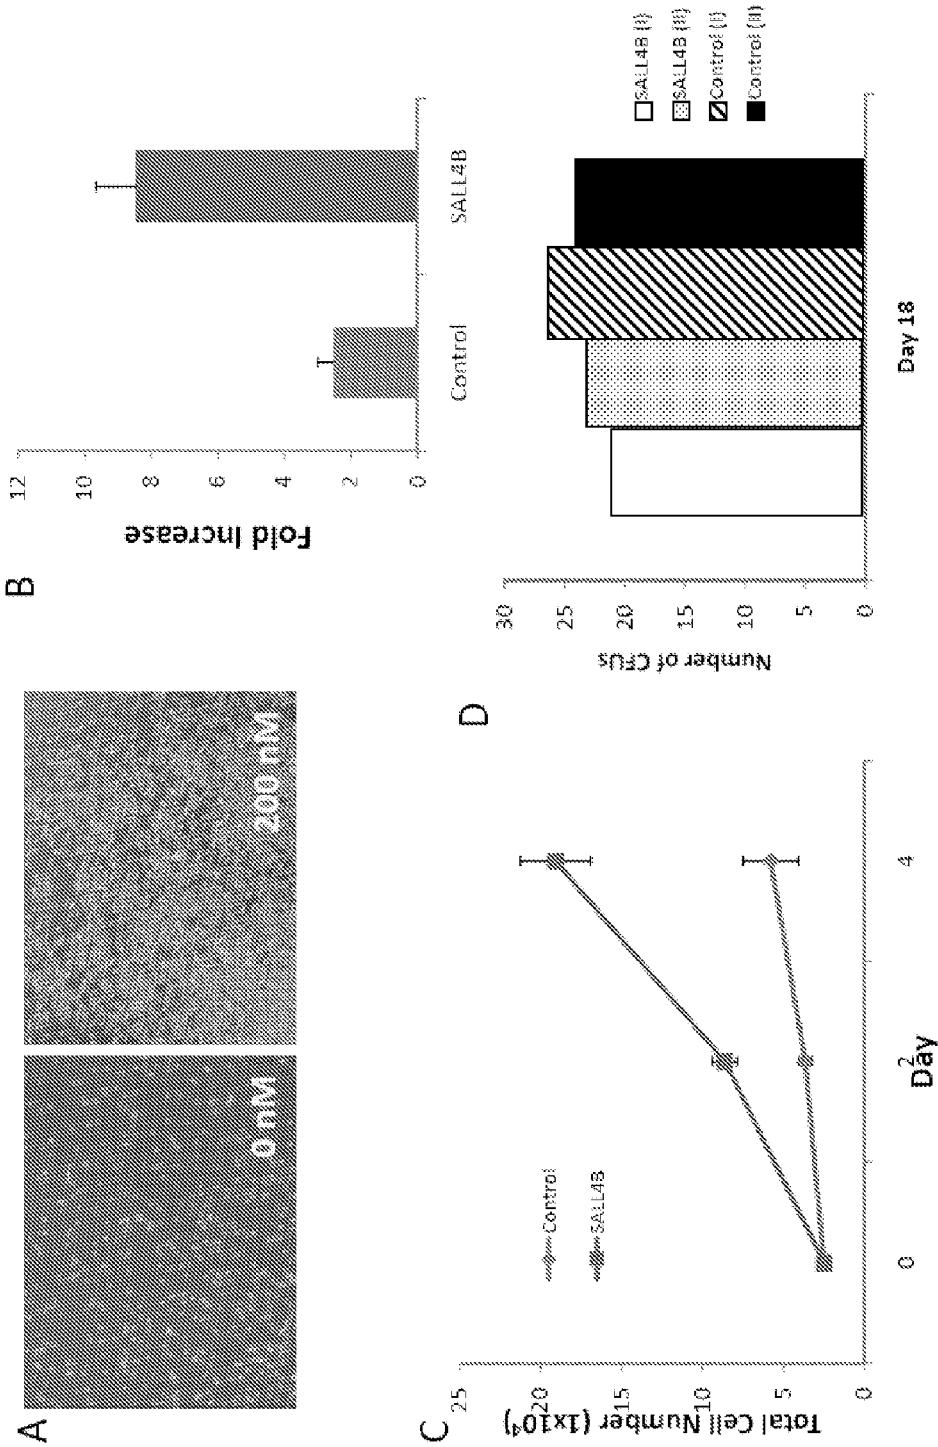 A
0 nM
200 nM
B
Fold Increase
12
10
8
6
4
2
0
Control
SALL4B
C
Total Cell Number (1x10⁴)
25
20
15
10
5
0
Control
SALL4B
0
2
4
Day
D
Number of CFUs
30
25
20
15
10
5
0
Day 18
SALL4B (I)
SALL4B (II)
Control (I)
Control (II)